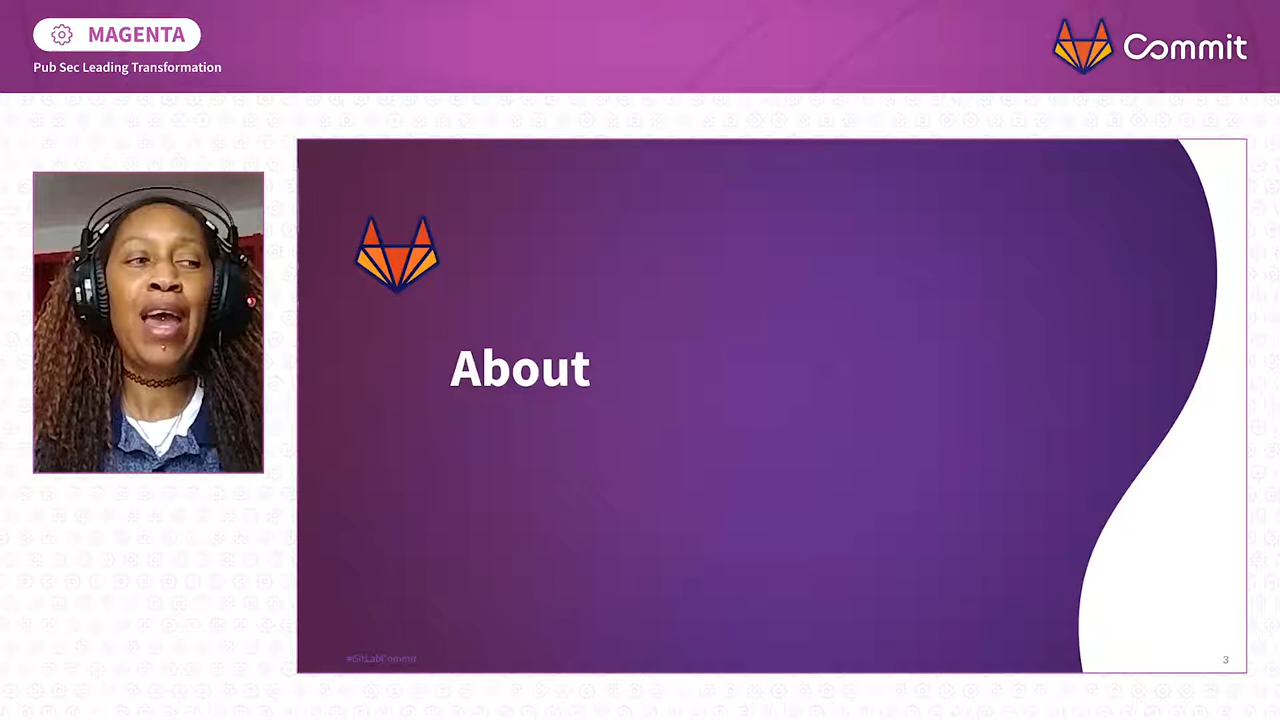 MAGENTA
Pub Sec Leading Transformation
Commit
About
#GitLabCommit
3